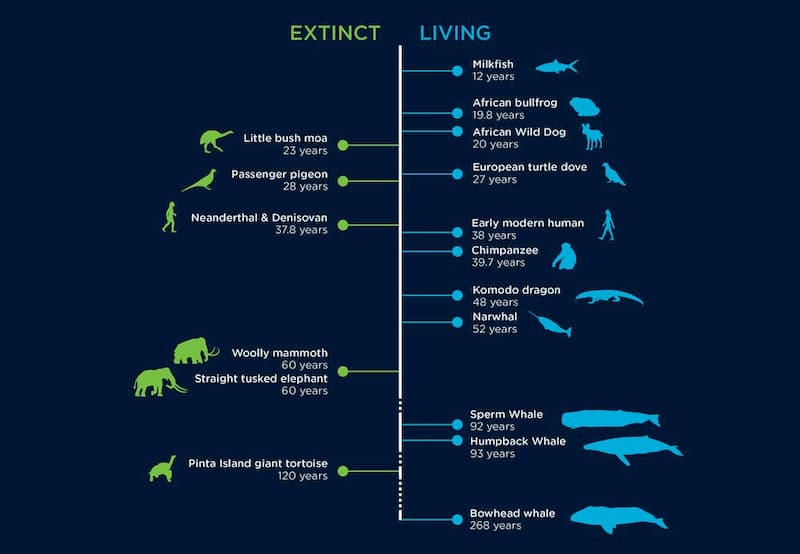 EXTINCT
LIVING
Milkfish
12 years
African bullfrog
19.8 years
African Wild Dog
20 years
Little bush moa
23 years
European turtle dove
27 years
Passenger pigeon
28 years
Neanderthal & Denisovan
37.8 years
Early modern human
38 years
Chimpanzee
39.7 years
Komodo dragon
48 years
Narwhal
52 years
Woolly mammoth
60 years
Straight tusked elephant
60 years
Sperm Whale
92 years
Humpback Whale
93 years
Pinta Island giant tortoise
120 years
Bowhead whale
268 years